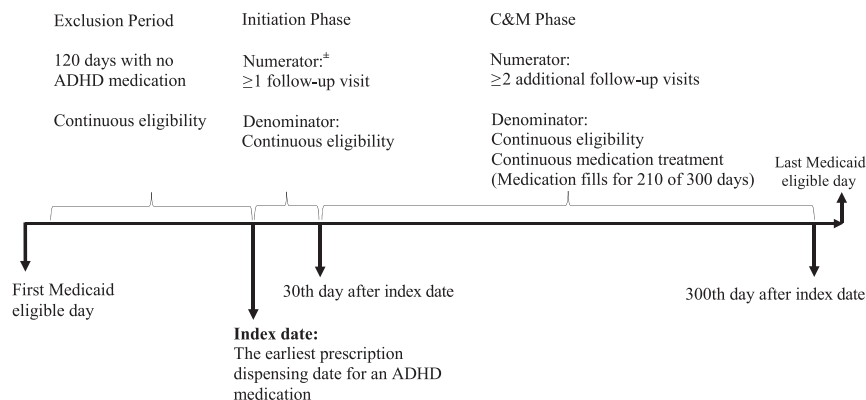 Exclusion Period
120 days with no
ADHD medication
Continuous eligibility
Initiation Phase
Numerator:±
≥1 follow-up visit
Denominator:
Continuous eligibility
C&M Phase
Numerator:
≥2 additional follow-up visits
Denominator:
Continuous eligibility
Continuous medication treatment
(Medication fills for 210 of 300 days)
Last Medicaid
eligible day
First Medicaid
eligible day
30th day after index date
300th day after index date
Index date:
The earliest prescription
dispensing date for an ADHD
medication